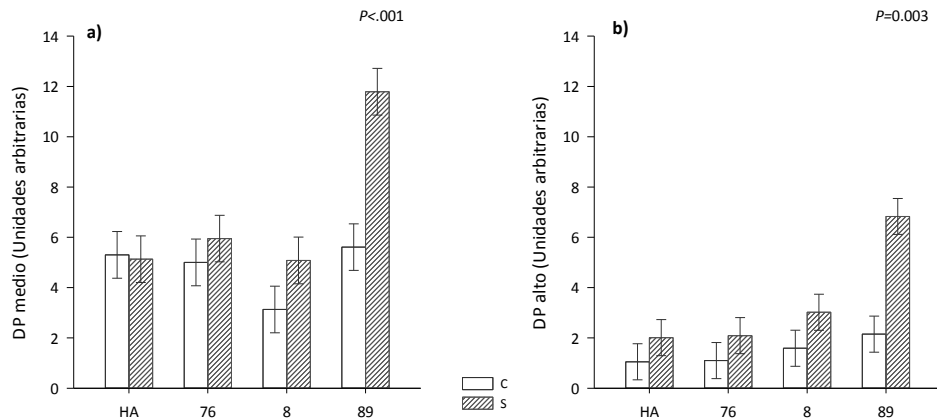 a)
P<.001
DP medio (Unidades arbitrarias)
14
12
10
8
6
4
2
0
HA 76 8 89
C
S
b)
P=0.003
DP alto (Unidades arbitrarias)
14
12
10
8
6
4
2
0
HA 76 8 89